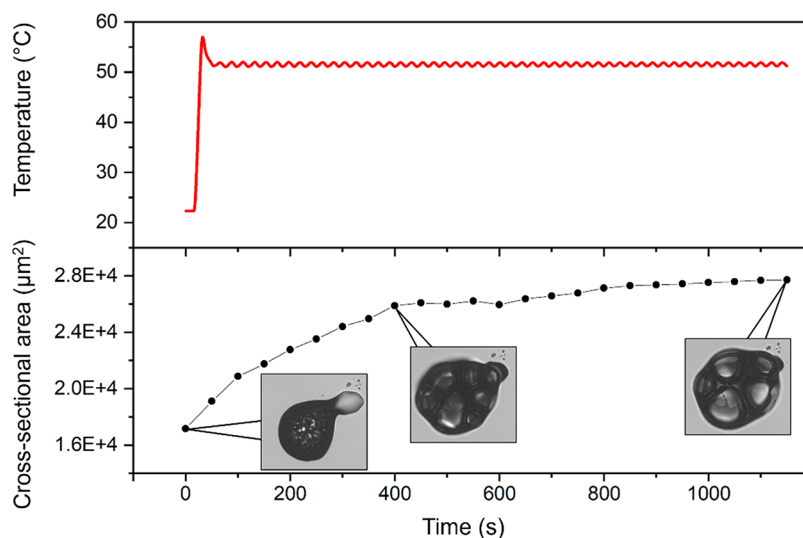 60
50
40
30
20
Temperature (°C)
2.8E+4
2.4E+4
2.0E+4
1.6E+4
Cross-sectional area (µm²)
0
200
400
600
800
1000
Time (s)